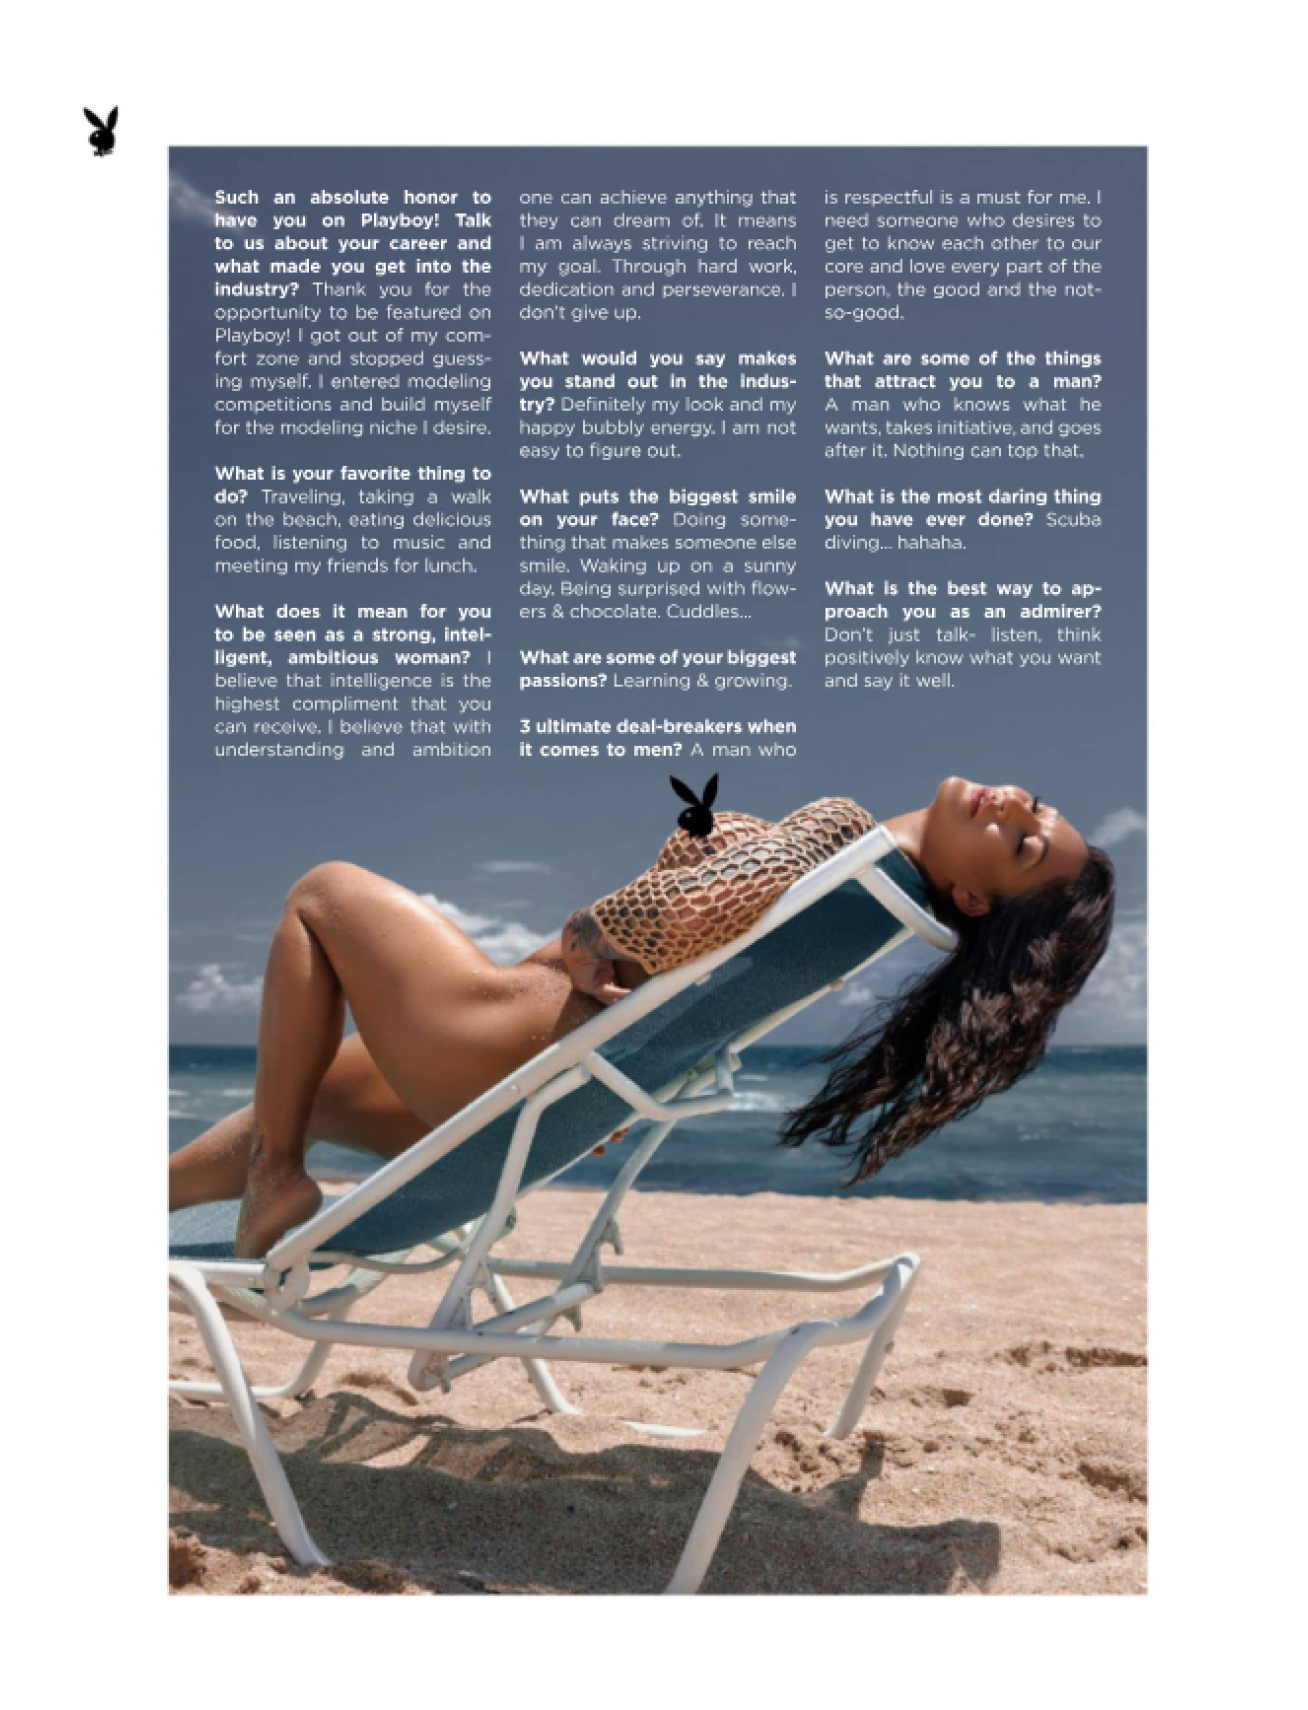 Such an absolute honor to
have you on Playboy! Talk
to us about your career and
what made you get into the
industry? Thank you for the
opportunity to be featured on
Playboy! I got out of my com-
fort zone and stopped guess-
ing myself. I entered modeling
competitions and build myself
for the modeling niche I desire.
What is your favorite thing to
do? Traveling, taking a walk
on the beach, eating delicious
food, listening to music and
meeting my friends for lunch.
What does it mean for you
to be seen as a strong, intel-
ligent, ambitious woman? I
believe that intelligence is the
highest compliment that you
can receive. I believe that with
understanding and ambition
one can achieve anything that
they can dream of. It means
I am always striving to reach
my goal. Through hard work,
dedication and perseverance. I
don't give up.
What would you say makes
you stand out in the indus-
try? Definitely my look and my
happy bubbly energy. I am not
easy to figure out.
What puts the biggest smile
on your face? Doing some-
thing that makes someone else
smile. Waking up on a sunny
day. Being surprised with flow-
ers & chocolate. Cuddles...
What are some of your biggest
passions? Learning & growing.
3 ultimate deal-breakers when
it comes to men? A man who
is respectful is a must for me. I
need someone who desires to
get to know each other to our
core and love every part of the
person, the good and the not-
so-good.
What are some of the things
that attract you to a man?
A man who knows what he
wants, takes initiative, and goes
after it. Nothing can top that.
What is the most daring thing
you have ever done? Scuba
diving... hahaha.
What is the best way to ap-
proach you as an admirer?
Don't just talk- listen, think
positively know what you want
and say it well.